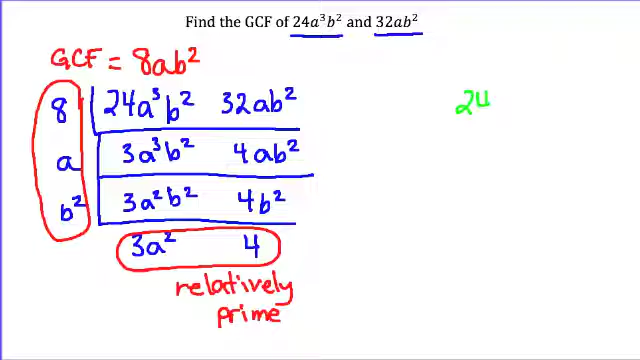 Find the GCF of 24a³b² and 32ab²
GCF = 8ab²
8 24a³b² 32ab²
a 3a³b² 4ab²
b² 3a²b² 4b²
3a² 4
relatively
prime
24